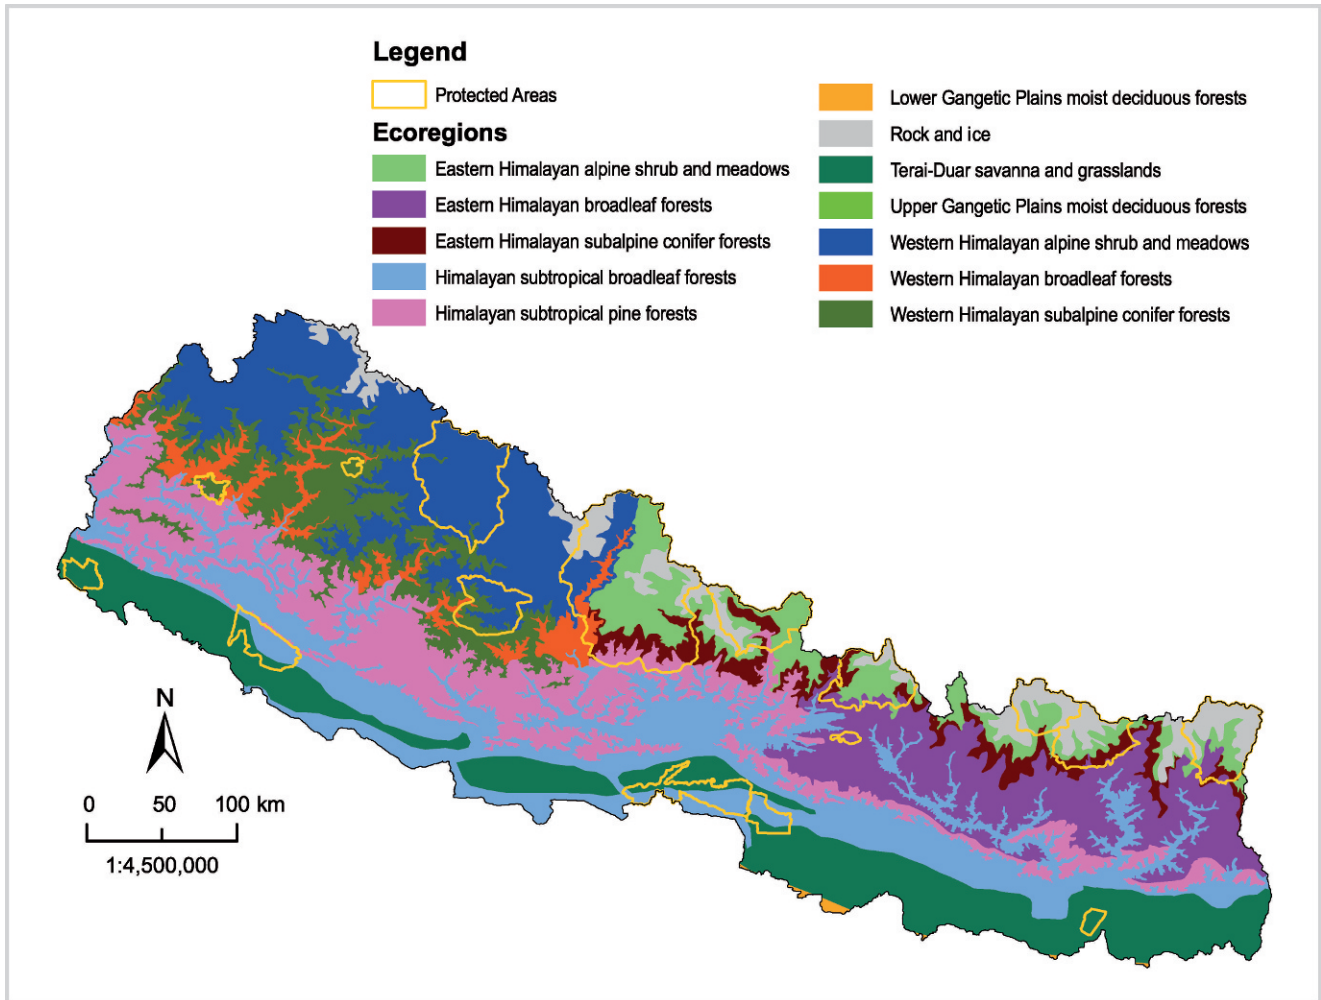 Legend
Protected Areas
Ecoregions
Eastern Himalayan alpine shrub and meadows
Eastern Himalayan broadleaf forests
Eastern Himalayan subalpine conifer forests
Himalayan subtropical broadleaf forests
Himalayan subtropical pine forests
Lower Gangetic Plains moist deciduous forests
Rock and ice
Terai-Duar savanna and grasslands
Upper Gangetic Plains moist deciduous forests
Western Himalayan alpine shrub and meadows
Western Himalayan broadleaf forests
Western Himalayan subalpine conifer forests
N
0 50 100 km
1:4,500,000